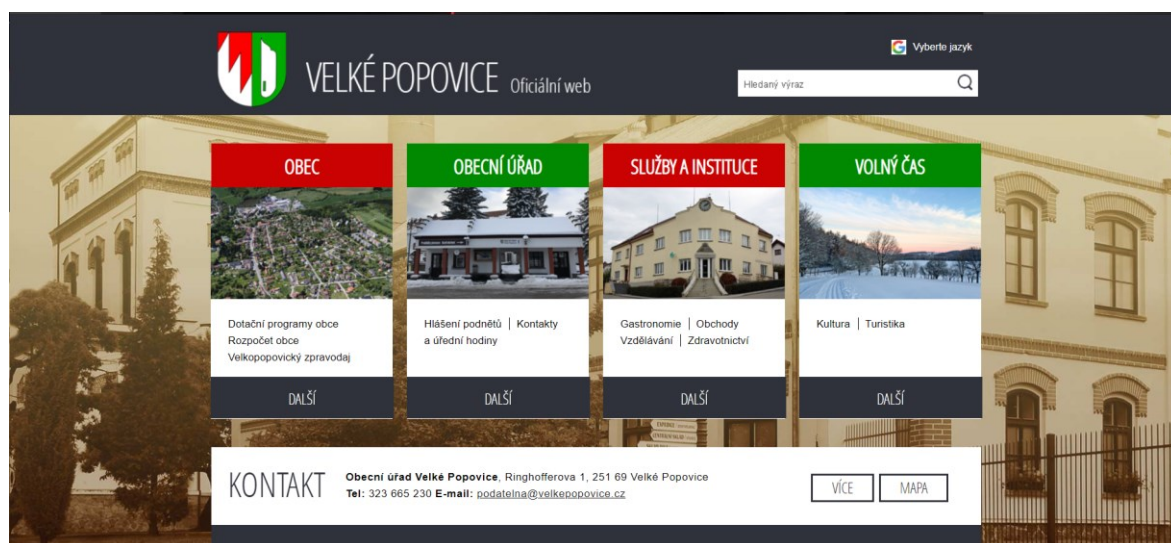 VELKÉ POPOVICE Oficiální web
Vyberte jazyk
Hledaný výraz
OBEC
Dotační programy obce
Rozpočet obce
Velkopopovický zpravodaj
DALŠÍ
OBECNÍ ÚŘAD
Hlášení podnětů | Kontakty
a úřední hodiny
DALŠÍ
SLUŽBY A INSTITUCE
Gastronomie | Obchody
Vzdělávání | Zdravotnictví
DALŠÍ
VOLNÝ ČAS
Kultura | Turistika
DALŠÍ
KONTAKT
Obecní úřad Velké Popovice, Ringhofferova 1, 251 69 Velké Popovice
Tel: 323 665 230 E-mail: podatelna@velkepopovice.cz
VÍCE
MAPA